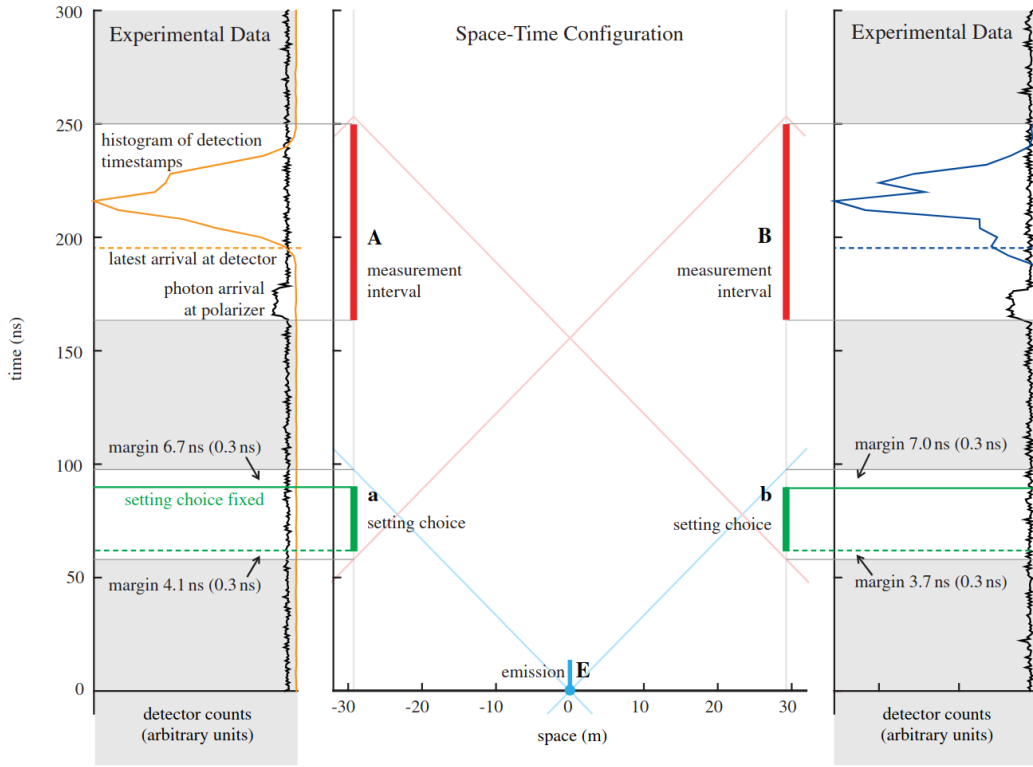 Experimental Data
Space-Time Configuration
Experimental Data
time (ns)
300
250
200
150
100
50
0
histogram of detection
timestamps
latest arrival at detector
photon arrival
at polarizer
margin 6.7 ns (0.3 ns)
setting choice fixed
margin 4.1 ns (0.3 ns)
detector counts
(arbitrary units)
A
measurement
interval
a
setting choice
B
measurement
interval
b
setting choice
emission
E
-30
-20
-10
0
10
20
30
space (m)
margin 7.0 ns (0.3 ns)
margin 3.7 ns (0.3 ns)
detector counts
(arbitrary units)